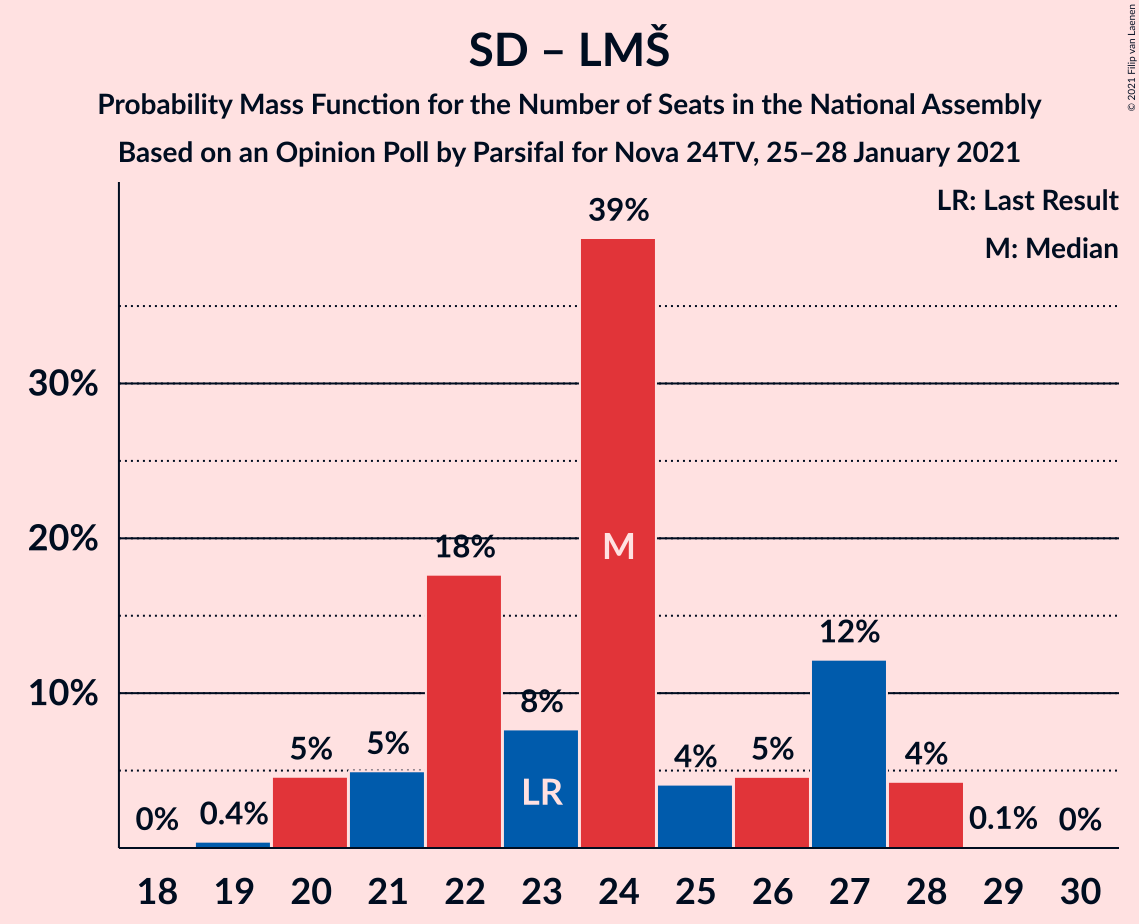 SD – LMŠ
Probability Mass Function for the Number of Seats in the National Assembly
Based on an Opinion Poll by Parsifal for Nova 24TV, 25–28 January 2021
© 2021 Filip van Laenen
LR: Last Result
M: Median
30%
20%
10%
0%
0.4%
5%
5%
18%
8%
39%
4%
5%
12%
4%
0.1%
0%
LR
M
18 19 20 21 22 23 24 25 26 27 28 29 30